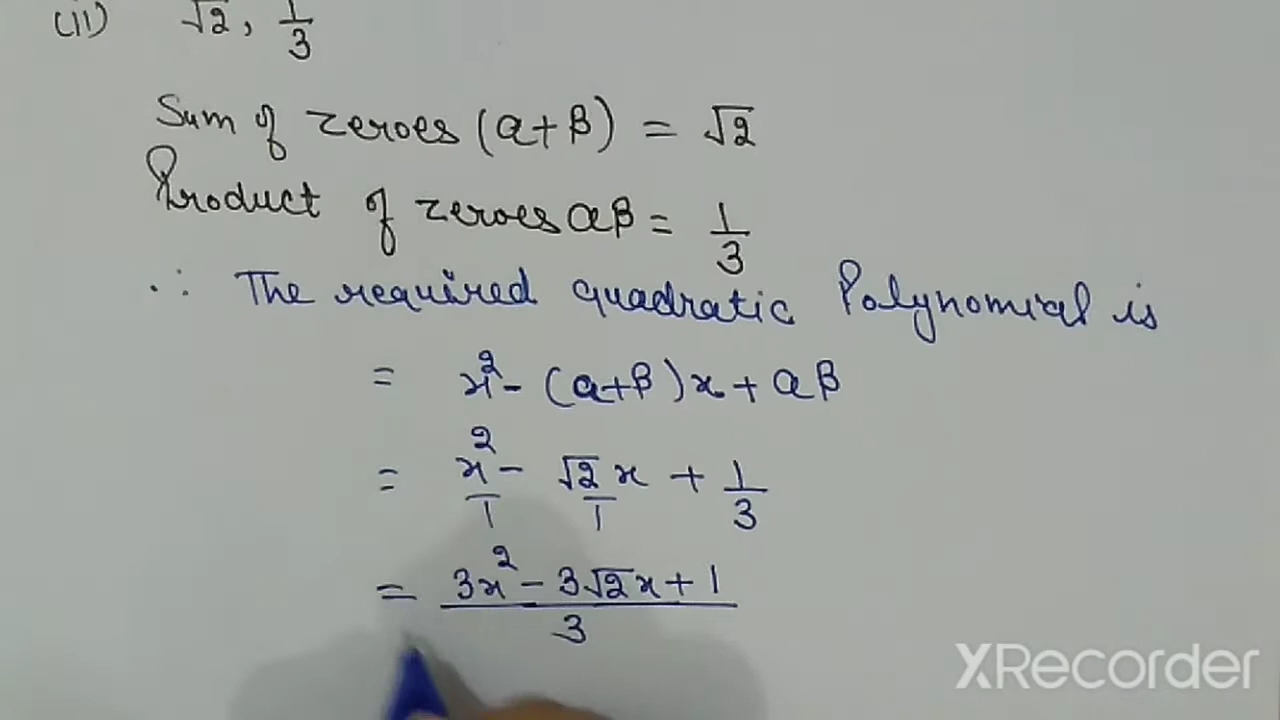 (ii) √2, 1/3
Sum of zeroes (α+β) = √2
Product of zeroes αβ = 1/3
∴ The required quadratic Polynomial is
= x² - (α+β)x + αβ
= x²/1 - √2x/1 + 1/3
= (3x² - 3√2x + 1)/3
XRecorder